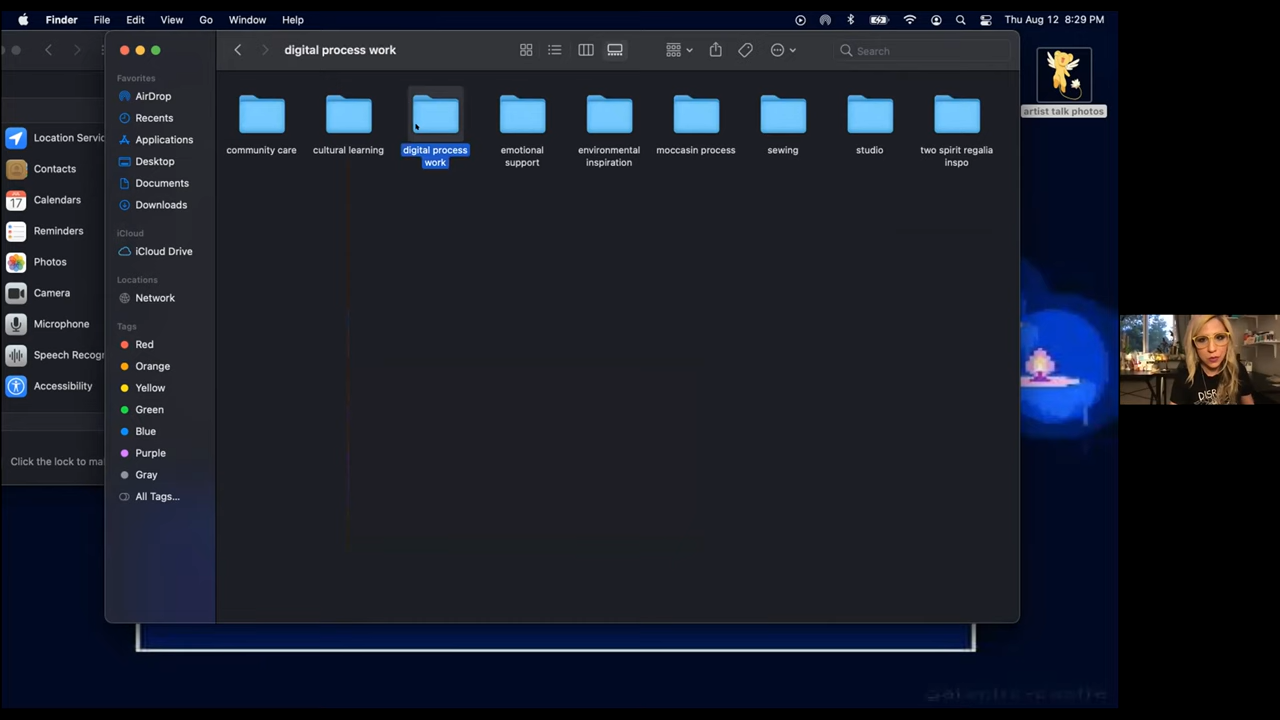 Finder File Edit View Go Window Help Thu Aug 12 8:29 PM
digital process work
Search
Favorites
AirDrop
Recents
Applications
Desktop
Documents
Downloads
iCloud
iCloud Drive
Locations
Network
Tags
Red
Orange
Yellow
Green
Blue
Purple
Gray
All Tags...
community care
cultural learning
digital process
work
emotional
support
environmental
inspiration
moccasin process
sewing
studio
two spirit regalia
inspo
artist talk photos
Location Servic
Contacts
17
Calendars
Reminders
Photos
Camera
Microphone
Speech Recog
Accessibility
Click the lock to ma